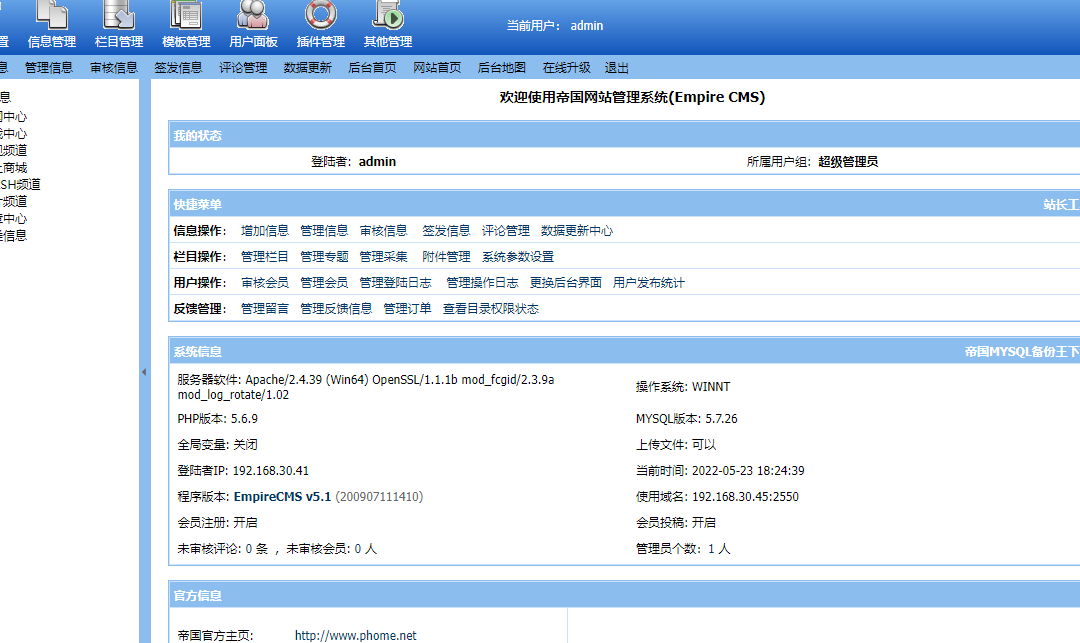 信息管理 栏目管理 模板管理 用户面板 插件管理 其他管理 当前用户: admin
管理信息 审核信息 签发信息 评论管理 数据更新 后台首页 网站首页 后台地图 在线升级 退出
息
中心
中心
频道
商城
SH频道
频道
中心
信息
欢迎使用帝国网站管理系统(Empire CMS)
我的状态
登陆者: admin 所属用户组: 超级管理员
快捷菜单 站长工
信息操作: 增加信息 管理信息 审核信息 签发信息 评论管理 数据更新中心
栏目操作: 管理栏目 管理专题 管理采集 附件管理 系统参数设置
用户操作: 审核会员 管理会员 管理登陆日志 管理操作日志 更换后台界面 用户发布统计
反馈管理: 管理留言 管理反馈信息 管理订单 查看目录权限状态
系统信息 帝国MYSQL备份王下
服务器软件: Apache/2.4.39 (Win64) OpenSSL/1.1.1b mod_fcgid/2.3.9a
mod_log_rotate/1.02
操作系统: WINNT
PHP版本: 5.6.9 MYSQL版本: 5.7.26
全局变量: 关闭 上传文件: 可以
登陆者IP: 192.168.30.41 当前时间: 2022-05-23 18:24:39
程序版本: EmpireCMS v5.1 (200907111410) 使用域名: 192.168.30.45:2550
会员注册: 开启 会员投稿: 开启
未审核评论: 0 条 , 未审核会员: 0 人 管理员个数: 1 人
官方信息
帝国官方主页: http://www.phome.net